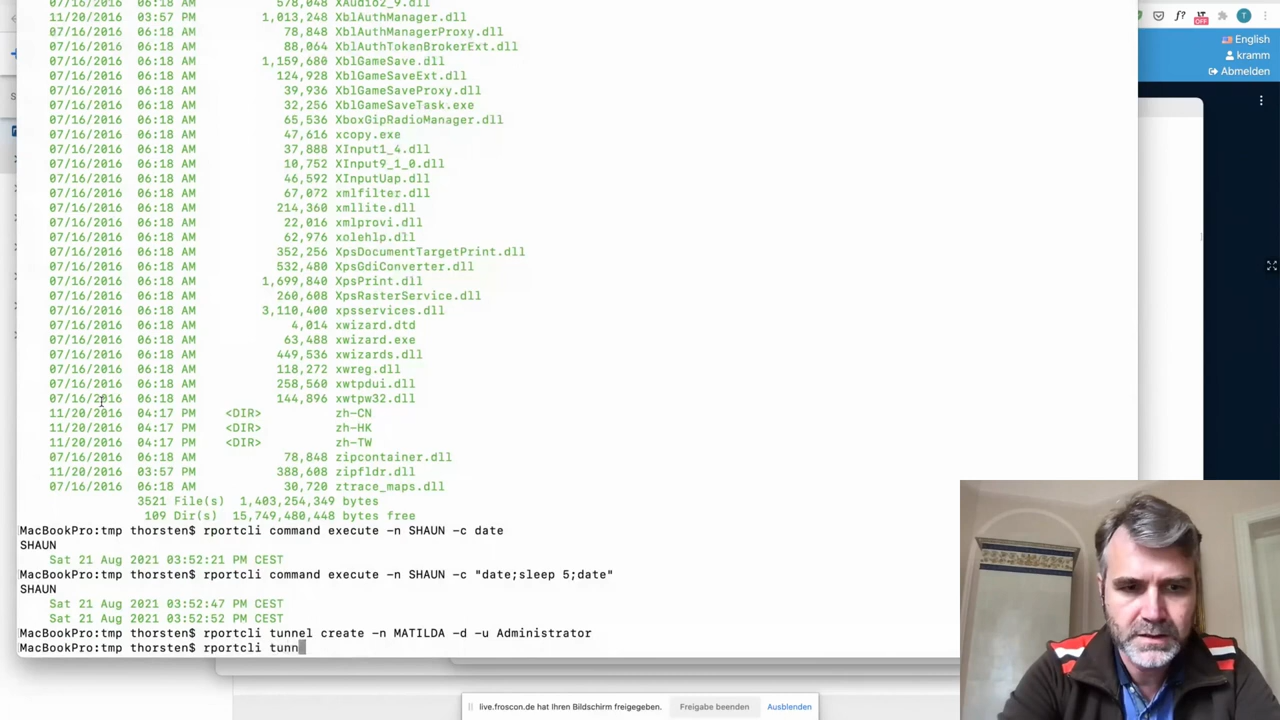 07/16/2016 06:18 AM 578,048 XAudio2_9.dll
11/20/2016 03:57 PM 1,013,248 XblAuthManager.dll
07/16/2016 06:18 AM 78,848 XblAuthManagerProxy.dll
07/16/2016 06:18 AM 88,064 XblAuthTokenBrokerExt.dll
07/16/2016 06:18 AM 1,159,680 XblGameSave.dll
07/16/2016 06:18 AM 124,928 XblGameSaveExt.dll
07/16/2016 06:18 AM 39,936 XblGameSaveProxy.dll
07/16/2016 06:18 AM 32,256 XblGameSaveTask.exe
07/16/2016 06:18 AM 65,536 XboxGipRadioManager.dll
07/16/2016 06:18 AM 47,616 xcopy.exe
07/16/2016 06:18 AM 37,888 XInput1_4.dll
07/16/2016 06:18 AM 10,752 XInput9_1_0.dll
07/16/2016 06:18 AM 46,592 XInputUap.dll
07/16/2016 06:18 AM 67,072 xmlfilter.dll
07/16/2016 06:18 AM 214,360 xmllite.dll
07/16/2016 06:18 AM 22,016 xmlprovi.dll
07/16/2016 06:18 AM 62,976 xolehlp.dll
07/16/2016 06:18 AM 352,256 XpsDocumentTargetPrint.dll
07/16/2016 06:18 AM 532,480 XpsGdiConverter.dll
07/16/2016 06:18 AM 1,699,840 XpsPrint.dll
07/16/2016 06:18 AM 260,608 XpsRasterService.dll
07/16/2016 06:18 AM 3,110,400 xpsservices.dll
07/16/2016 06:18 AM 4,014 xwizard.dtd
07/16/2016 06:18 AM 63,488 xwizard.exe
07/16/2016 06:18 AM 449,536 xwizards.dll
07/16/2016 06:18 AM 118,272 xwreg.dll
07/16/2016 06:18 AM 258,560 xwtpdui.dll
07/16/2016 06:18 AM 144,896 xwtpw32.dll
11/20/2016 04:17 PM <DIR> zh-CN
11/20/2016 04:17 PM <DIR> zh-HK
11/20/2016 04:17 PM <DIR> zh-TW
07/16/2016 06:18 AM 78,848 zipcontainer.dll
11/20/2016 03:57 PM 388,608 zipfldr.dll
07/16/2016 06:18 AM 30,720 ztrace_maps.dll
3521 File(s) 1,403,254,349 bytes
109 Dir(s) 15,749,480,448 bytes free
MacBookPro:tmp thorsten$ rportcli command execute -n SHAUN -c date
SHAUN
Sat 21 Aug 2021 03:52:21 PM CEST
MacBookPro:tmp thorsten$ rportcli command execute -n SHAUN -c "date;sleep 5;date"
SHAUN
Sat 21 Aug 2021 03:52:47 PM CEST
Sat 21 Aug 2021 03:52:52 PM CEST
MacBookPro:tmp thorsten$ rportcli tunnel create -n MATILDA -d -u Administrator
MacBookPro:tmp thorsten$ rportcli tunn
f?
OFF
T
English
kramm
Abmelden
live.froscon.de hat Ihren Bildschirm freigegeben.
Freigabe beenden
Ausblenden